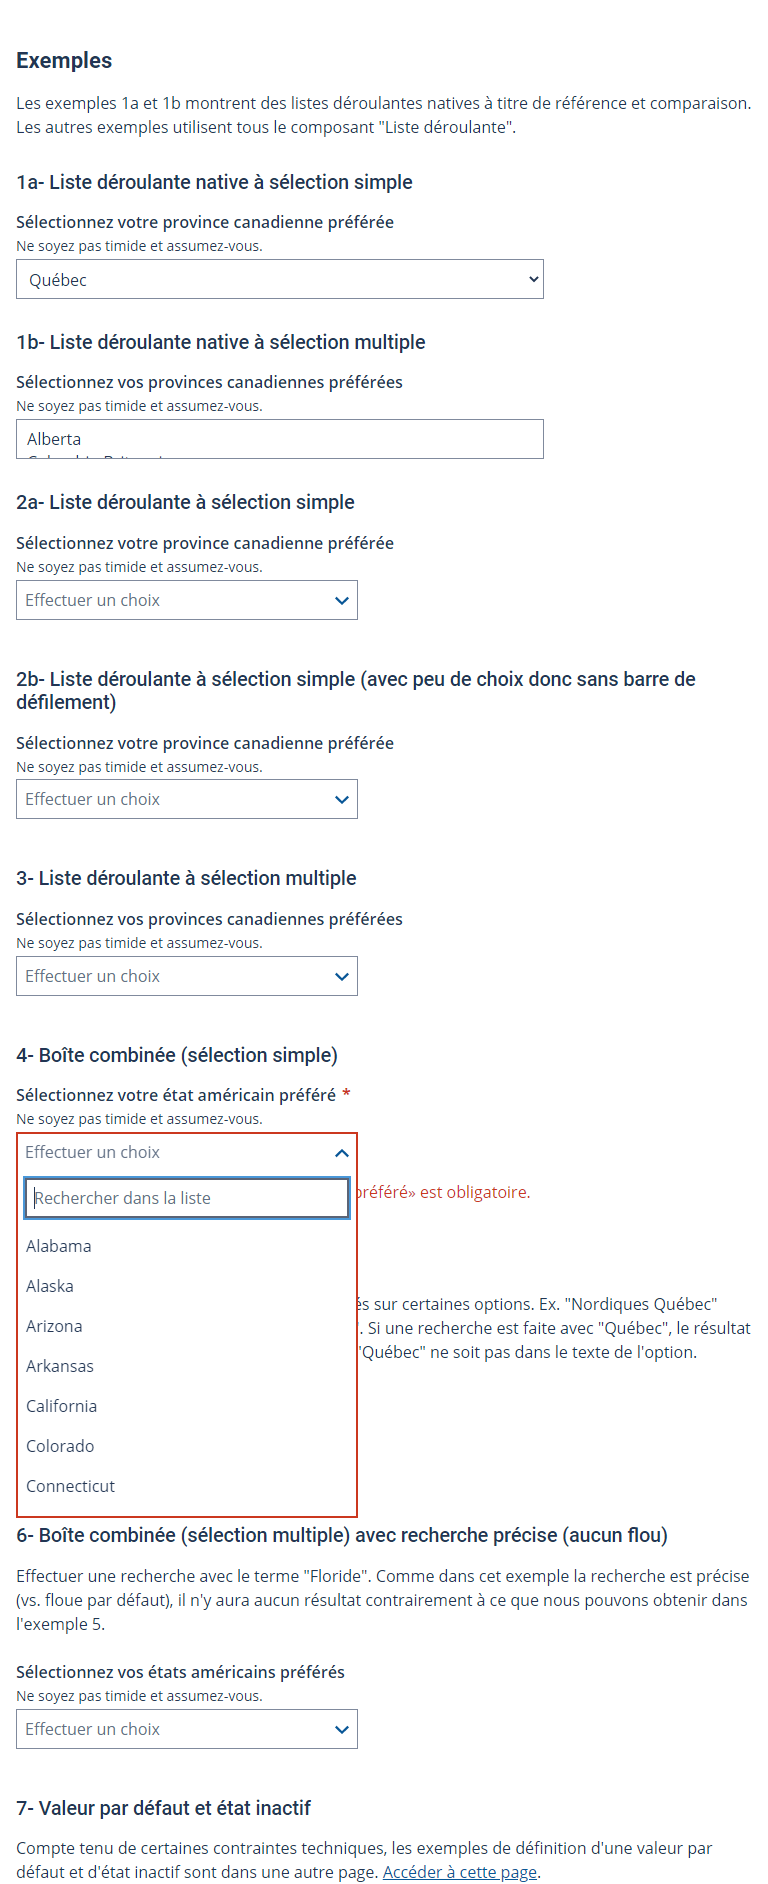 Exemples
Les exemples 1a et 1b montrent des listes déroulantes natives à titre de référence et comparaison.
Les autres exemples utilisent tous le composant "Liste déroulante".
1a- Liste déroulante native à sélection simple
Sélectionnez votre province canadienne préférée
Ne soyez pas timide et assumez-vous.
Québec
1b- Liste déroulante native à sélection multiple
Sélectionnez vos provinces canadiennes préférées
Ne soyez pas timide et assumez-vous.
Alberta
2a- Liste déroulante à sélection simple
Sélectionnez votre province canadienne préférée
Ne soyez pas timide et assumez-vous.
Effectuer un choix
2b- Liste déroulante à sélection simple (avec peu de choix donc sans barre de
défilement)
Sélectionnez votre province canadienne préférée
Ne soyez pas timide et assumez-vous.
Effectuer un choix
3- Liste déroulante à sélection multiple
Sélectionnez vos provinces canadiennes préférées
Ne soyez pas timide et assumez-vous.
Effectuer un choix
4- Boîte combinée (sélection simple)
Sélectionnez votre état américain préféré *
Ne soyez pas timide et assumez-vous.
Effectuer un choix
préféré» est obligatoire.
Rechercher dans la liste
Alabama
Alaska
és sur certaines options. Ex. "Nordiques Québec"
Arizona
". Si une recherche est faite avec "Québec", le résultat
"Québec" ne soit pas dans le texte de l'option.
Arkansas
California
Colorado
Connecticut
6- Boîte combinée (sélection multiple) avec recherche précise (aucun flou)
Effectuer une recherche avec le terme "Floride". Comme dans cet exemple la recherche est précise
(vs. floue par défaut), il n'y aura aucun résultat contrairement à ce que nous pouvons obtenir dans
l'exemple 5.
Sélectionnez vos états américains préférés
Ne soyez pas timide et assumez-vous.
Effectuer un choix
7- Valeur par défaut et état inactif
Compte tenu de certaines contraintes techniques, les exemples de définition d'une valeur par
défaut et d'état inactif sont dans une autre page. Accéder à cette page.